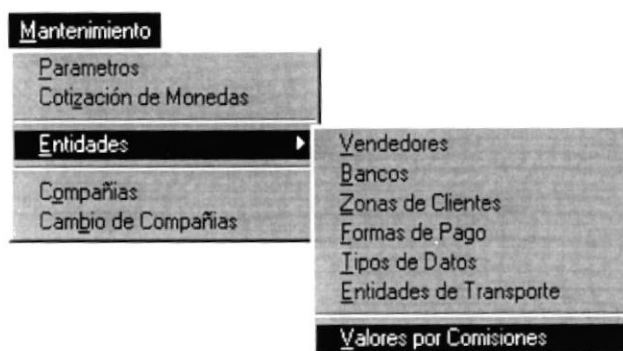 Mantenimiento
Parametros
Cotización de Monedas
Entidades
Compañias
Cambio de Compañias
Vendedores
Bancos
Zonas de Clientes
Formas de Pago
Tipos de Datos
Entidades de Transporte
Valores por Comisiones